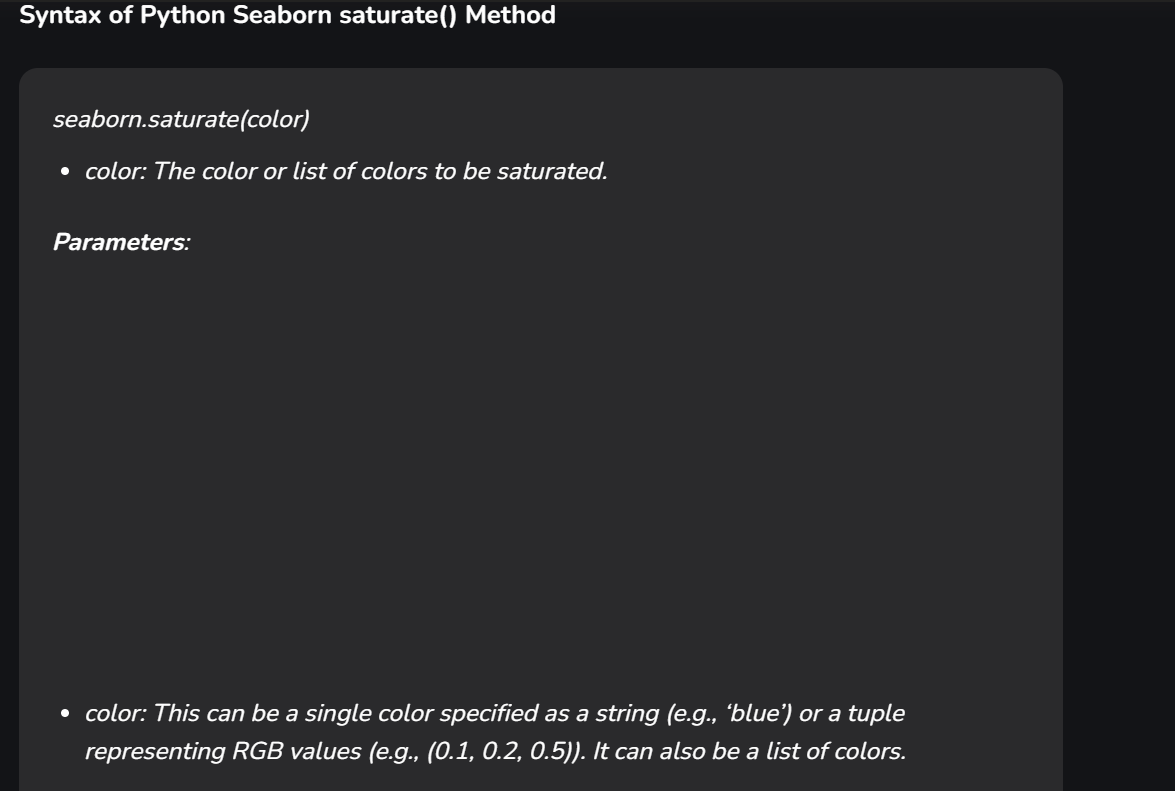 Syntax of Python Seaborn saturate() Method
seaborn.saturate(color)
• color: The color or list of colors to be saturated.
Parameters:
• color: This can be a single color specified as a string (e.g., ‘blue’) or a tuple
representing RGB values (e.g., (0.1, 0.2, 0.5)). It can also be a list of colors.